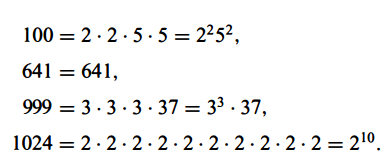 100 = 2 · 2 · 5 · 5 = 2²5²,
641 = 641,
999 = 3 · 3 · 3 · 37 = 3³ · 37,
1024 = 2 · 2 · 2 · 2 · 2 · 2 · 2 · 2 · 2 · 2 = 2¹⁰.